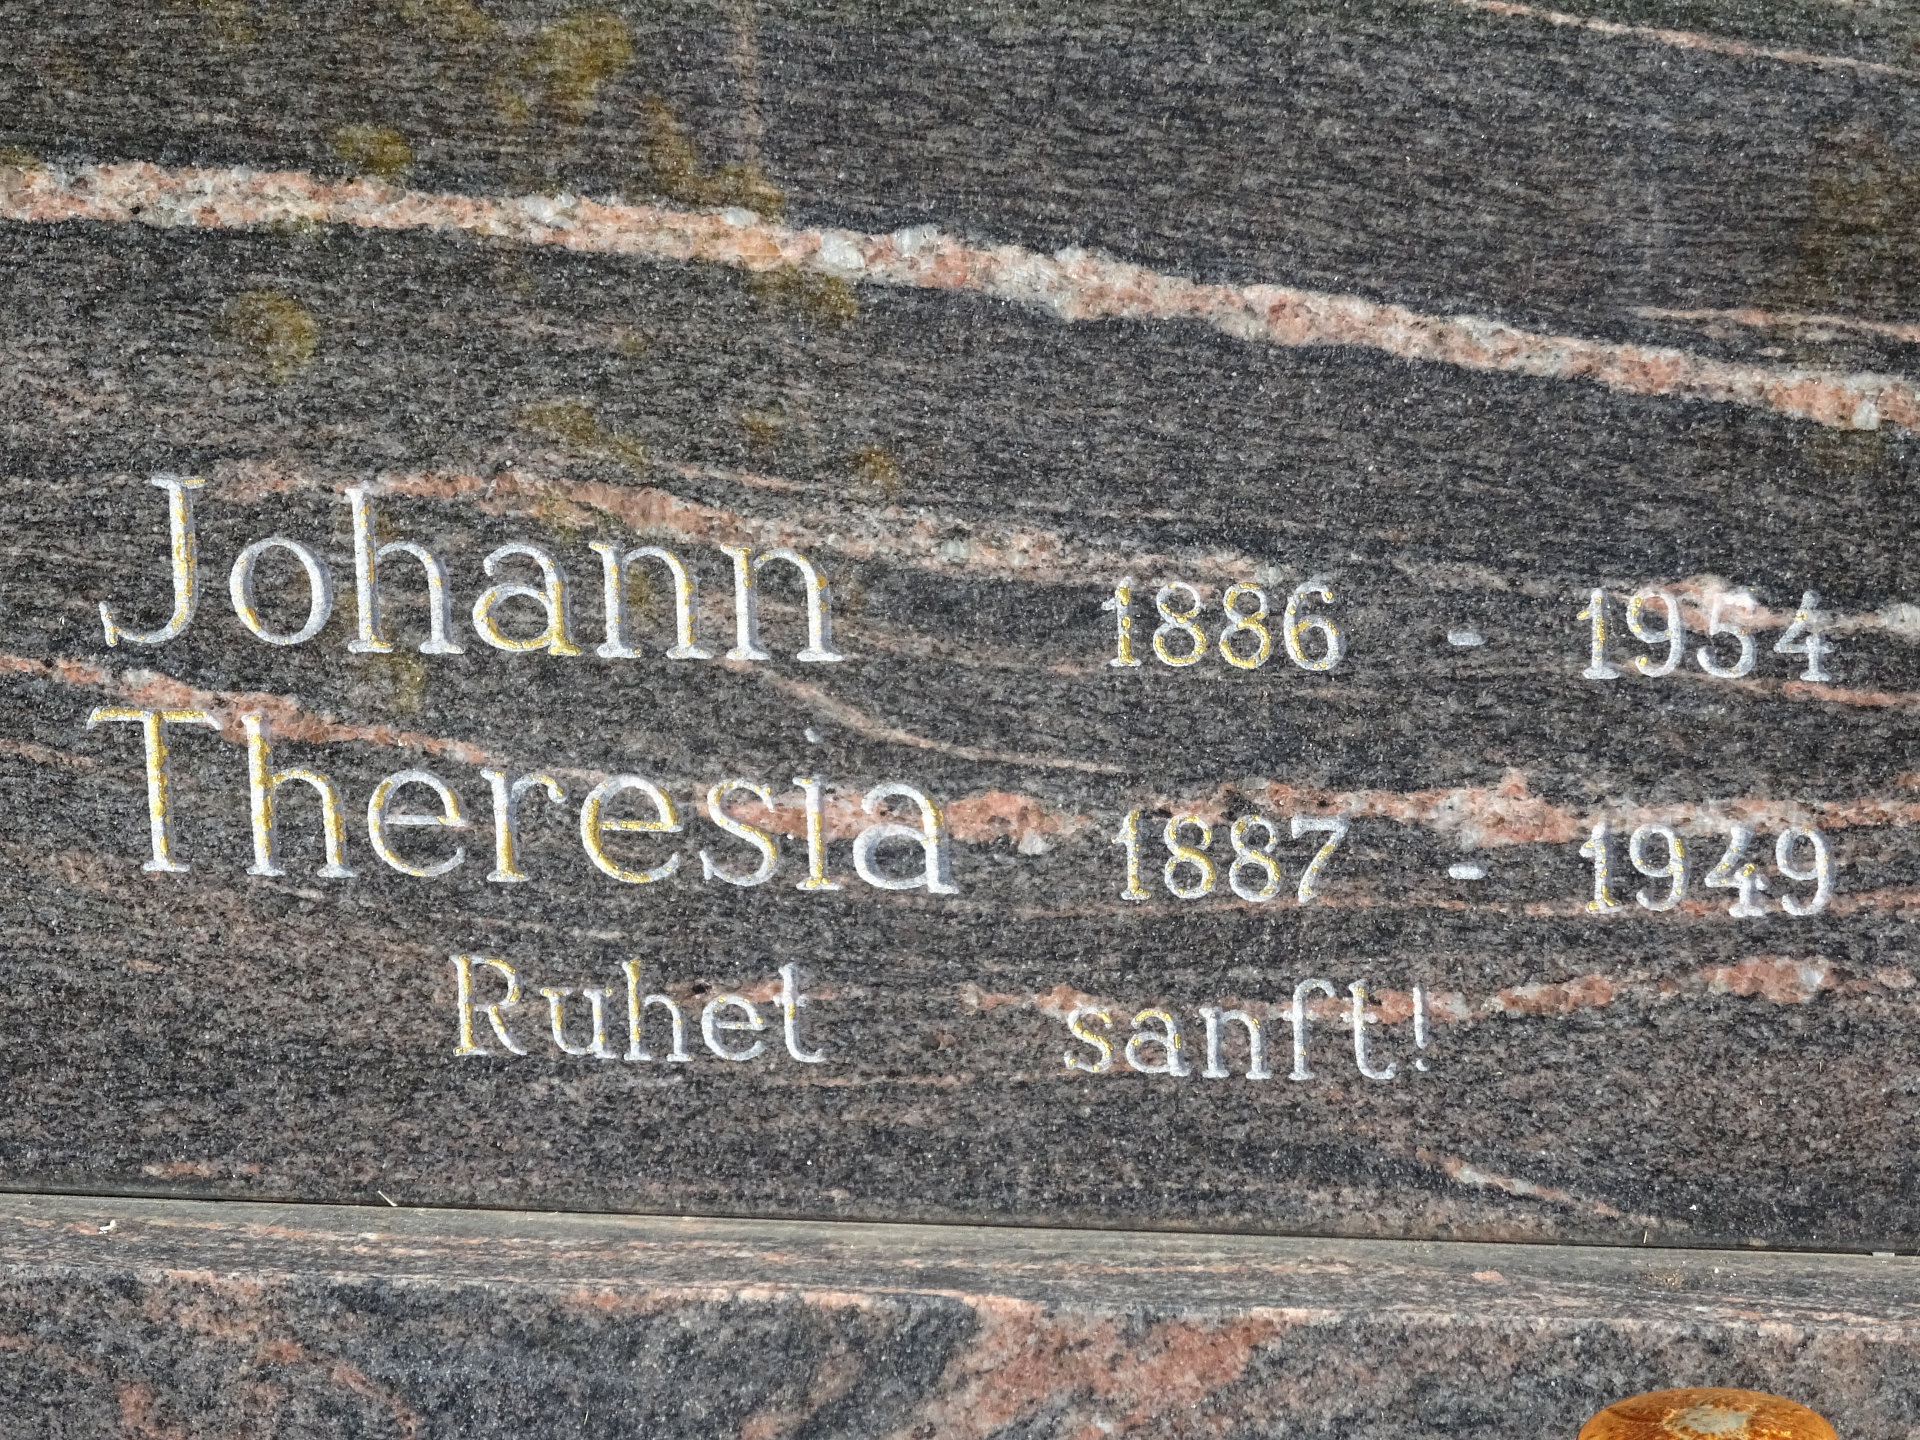 Johann 1886 - 1954
Theresia 1887 - 1949
Ruhet sanft!